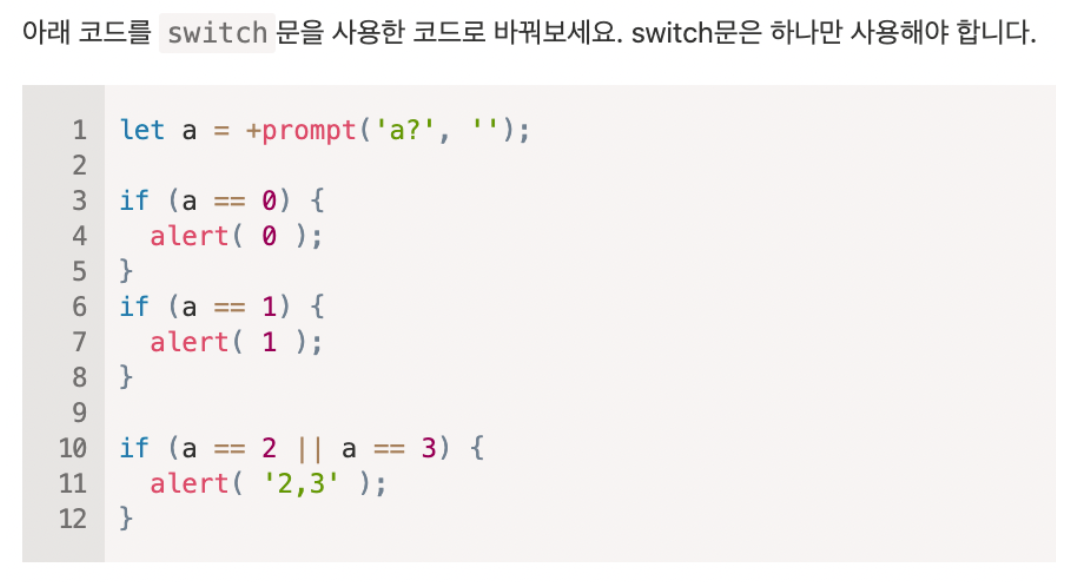 아래 코드를 switch 문을 사용한 코드로 바꿔보세요. switch문은 하나만 사용해야 합니다.
1 let a = +prompt('a?', '');
2
3 if (a == 0) {
4   alert( 0 );
5 }
6 if (a == 1) {
7   alert( 1 );
8 }
9
10 if (a == 2 || a == 3) {
11   alert( '2,3' );
12 }